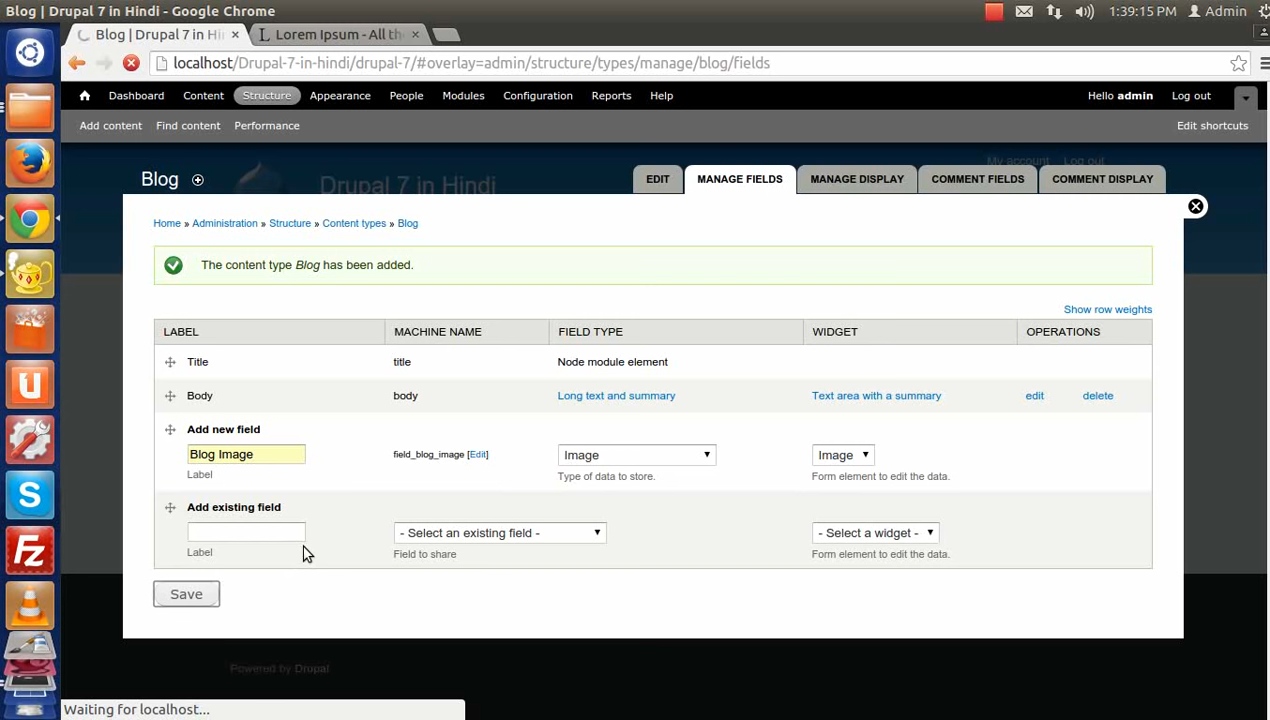 Blog | Drupal 7 in Hindi - Google Chrome
1:39:15 PM
Admin
Blog | Drupal 7 in Hi
Lorem Ipsum - All the
localhost/Drupal-7-in-hindi/drupal-7/#overlay=admin/structure/types/manage/blog/fields
Dashboard Content Structure Appearance People Modules Configuration Reports Help
Hello admin Log out
Add content Find content Performance
Edit shortcuts
My account Log out
Drupal 7 in Hindi
Blog
EDIT MANAGE FIELDS MANAGE DISPLAY COMMENT FIELDS COMMENT DISPLAY
Home » Administration » Structure » Content types » Blog
The content type Blog has been added.
Show row weights
LABEL MACHINE NAME FIELD TYPE WIDGET OPERATIONS
Title title Node module element
Body body Long text and summary Text area with a summary edit delete
Add new field
Blog Image field_blog_image [Edit] Image Image
Label Type of data to store. Form element to edit the data.
Add existing field
- Select an existing field - - Select a widget -
Label Field to share Form element to edit the data.
Save
Powered by Drupal
Waiting for localhost...